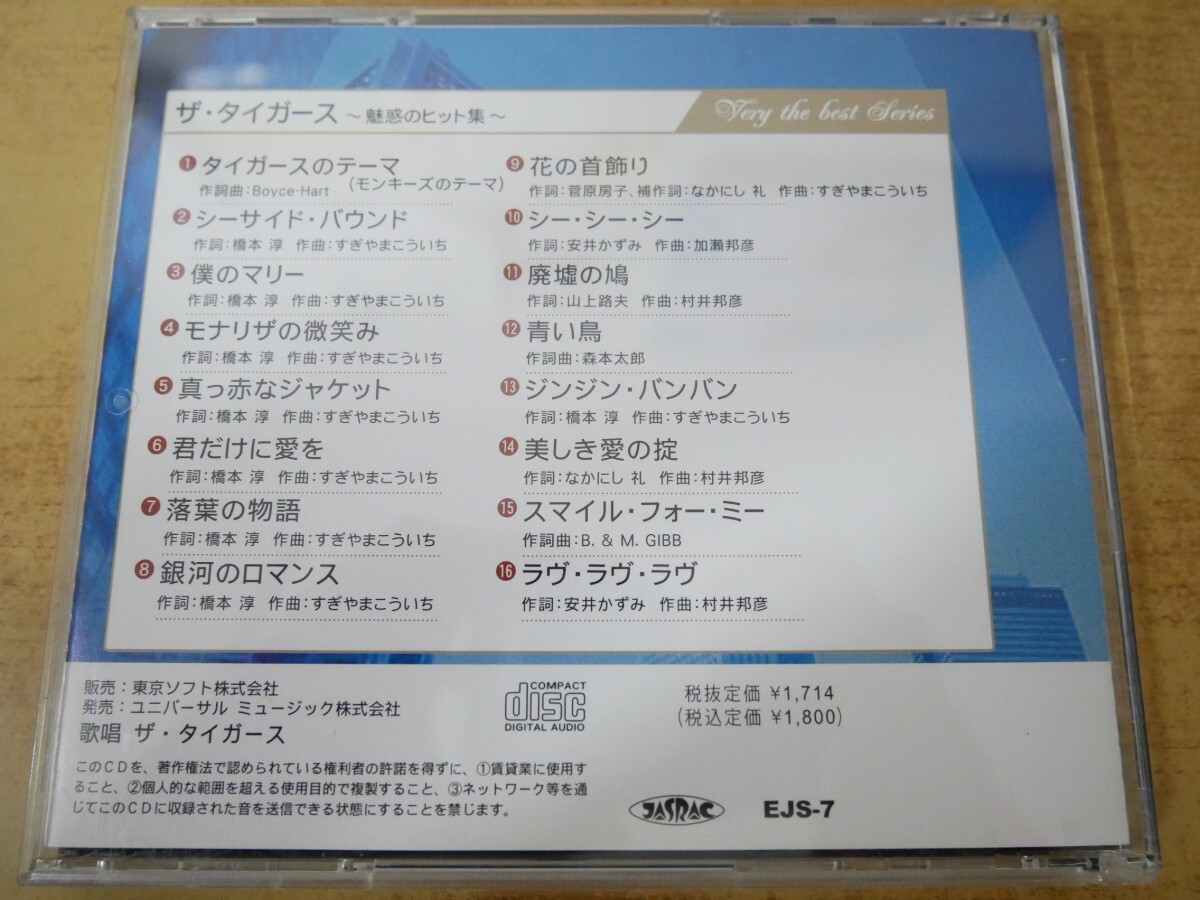 ザ・タイガース ～魅惑のヒット集～
Very the best Series
❶ タイガースのテーマ
作詞曲：Boyce-Hart （モンキーズのテーマ）
❷ シーサイド・バウンド
作詞：橋本 淳 作曲：すぎやまこういち
❸ 僕のマリー
作詞：橋本 淳 作曲：すぎやまこういち
❹ モナリザの微笑み
作詞：橋本 淳 作曲：すぎやまこういち
❺ 真っ赤なジャケット
作詞：橋本 淳 作曲：すぎやまこういち
❻ 君だけに愛を
作詞：橋本 淳 作曲：すぎやまこういち
❼ 落葉の物語
作詞：橋本 淳 作曲：すぎやまこういち
❽ 銀河のロマンス
作詞：橋本 淳 作曲：すぎやまこういち
❾ 花の首飾り
作詞：菅原房子、補作詞：なかにし 礼 作曲：すぎやまこういち
❿ シー・シー・シー
作詞：安井かずみ 作曲：加瀬邦彦
⓫ 廃墟の鳩
作詞：山上路夫 作曲：村井邦彦
⓬ 青い鳥
作詞曲：森本太郎
⓭ ジンジン・バンバン
作詞：橋本 淳 作曲：すぎやまこういち
⓮ 美しき愛の掟
作詞：なかにし 礼 作曲：村井邦彦
⓯ スマイル・フォー・ミー
作詞曲：B. & M. GIBB
⓰ ラヴ・ラヴ・ラヴ
作詞：安井かずみ 作曲：村井邦彦
販売：東京ソフト株式会社
発売：ユニバーサル ミュージック株式会社
歌唱 ザ・タイガース
COMPACT
disc
DIGITAL AUDIO
税抜定価 ¥1,714
（税込定価 ¥1,800）
このCDを、著作権法で認められている権利者の許諾を得ずに、①賃貸業に使用す
ること、②個人的な範囲を超える使用目的で複製すること、③ネットワーク等を通
じてこのCDに収録された音を送信できる状態にすることを禁じます。
JASRAC
EJS-7